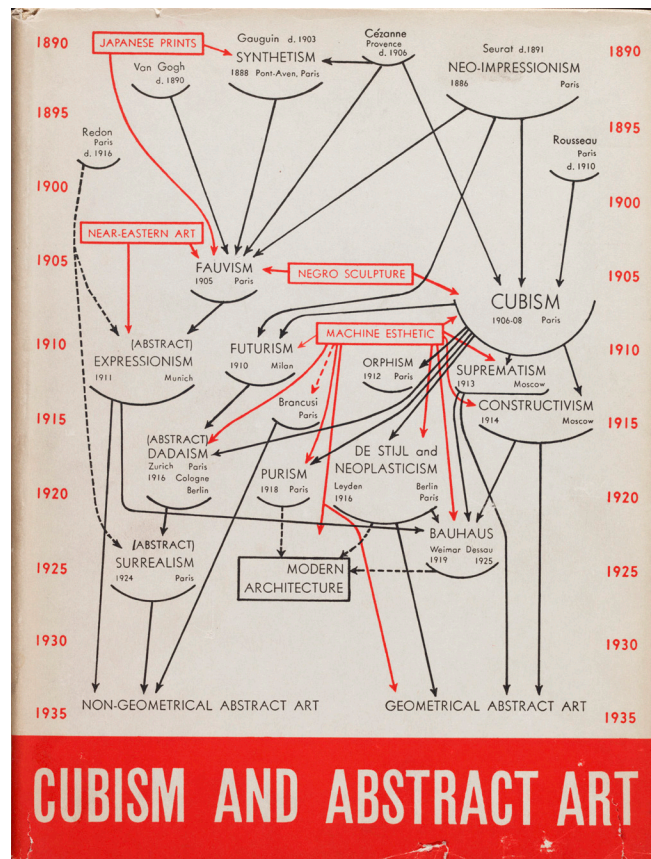 1890
JAPANESE PRINTS
Gauguin d. 1903
SYNTHETISM
1888 Pont-Aven, Paris
Cézanne
Provence
d. 1906
Seurat d.1891
NEO-IMPRESSIONISM
1886 Paris
1890
Van Gogh
d. 1890
1895
1895
Redon
Paris
d. 1916
Rousseau
Paris
d. 1910
1900
1900
NEAR-EASTERN ART
1905
FAUVISM
1905 Paris
NEGRO SCULPTURE
1905
CUBISM
1906-08 Paris
1910
(ABSTRACT)
EXPRESSIONISM
1911 Munich
FUTURISM
1910 Milan
MACHINE ESTHETIC
ORPHISM
1912 Paris
SUPREMATISM
1913 Moscow
1910
Brancusi
Paris
CONSTRUCTIVISM
1914 Moscow
1915
1915
(ABSTRACT)
DADAISM
Zurich Paris
1916 Cologne
Berlin
PURISM
1918 Paris
DE STIJL and
NEOPLASTICISM
Leyden Berlin
1916 Paris
1920
1920
BAUHAUS
Weimar Dessau
1919 1925
(ABSTRACT)
SURREALISM
1924 Paris
MODERN
ARCHITECTURE
1925
1925
1930
1930
1935
NON-GEOMETRICAL ABSTRACT ART
GEOMETRICAL ABSTRACT ART
1935
CUBISM AND ABSTRACT ART